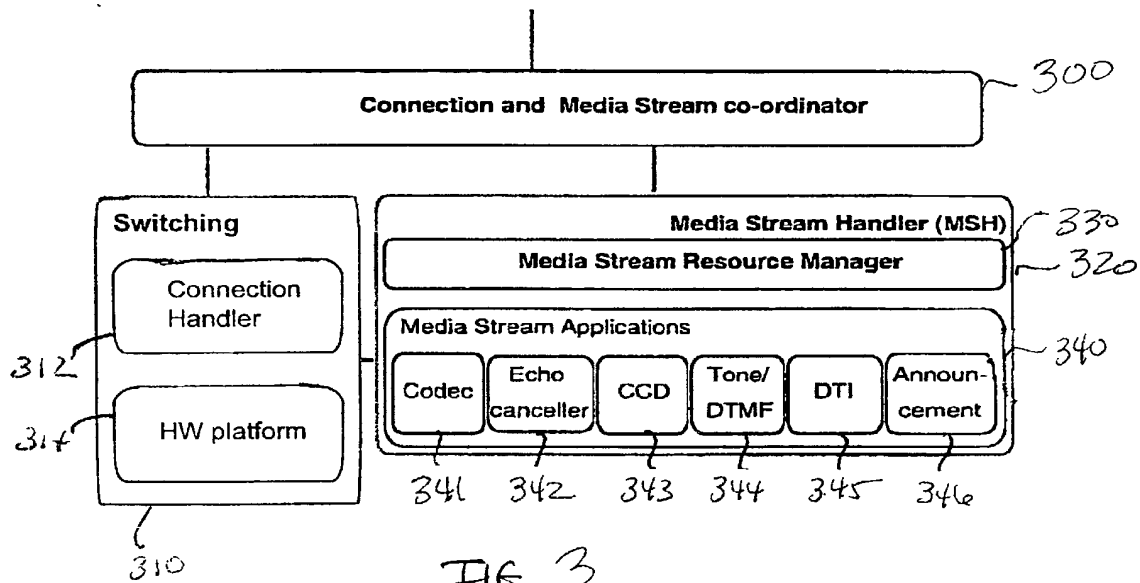 300
Connection and Media Stream co-ordinator
Switching
Media Stream Handler (MSH)
330
Media Stream Resource Manager
320
Connection
Handler
312
Media Stream Applications
340
Codec
Echo
canceller
CCD
Tone/
DTMF
DTI
Announ-
cement
314
HW platform
341
342
343
344
345
346
310
FIG 3